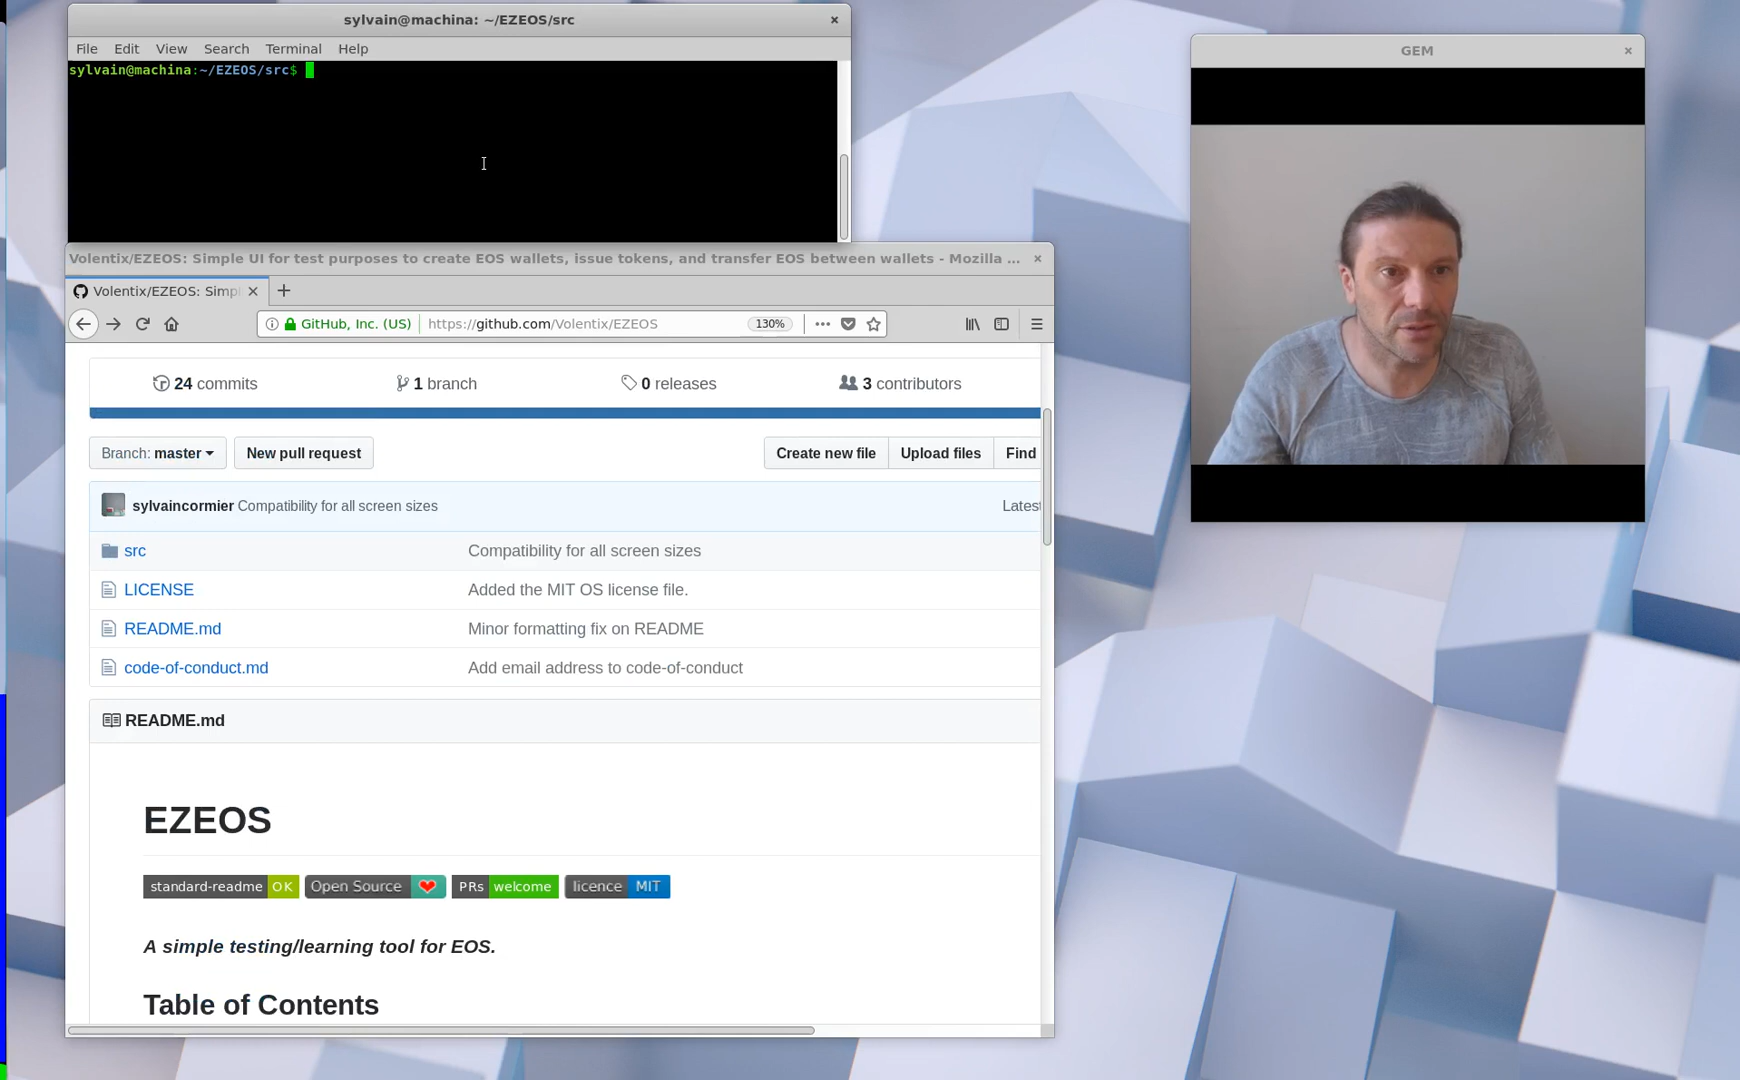 sylvain@machina: ~/EZEOS/src
File Edit View Search Terminal Help
sylvain@machina:~/EZEOS/src$
GEM
Volentix/EZEOS: Simple UI for test purposes to create EOS wallets, issue tokens, and transfer EOS between wallets - Mozilla ...
Volentix/EZEOS: Simp
GitHub, Inc. (US) https://github.com/Volentix/EZEOS 130%
24 commits 1 branch 0 releases 3 contributors
Branch: master New pull request Create new file Upload files Find
sylvaincormier Compatibility for all screen sizes Latest
src Compatibility for all screen sizes
LICENSE Added the MIT OS license file.
README.md Minor formatting fix on README
code-of-conduct.md Add email address to code-of-conduct
README.md
EZEOS
standard-readme OK Open Source PRs welcome licence MIT
A simple testing/learning tool for EOS.
Table of Contents